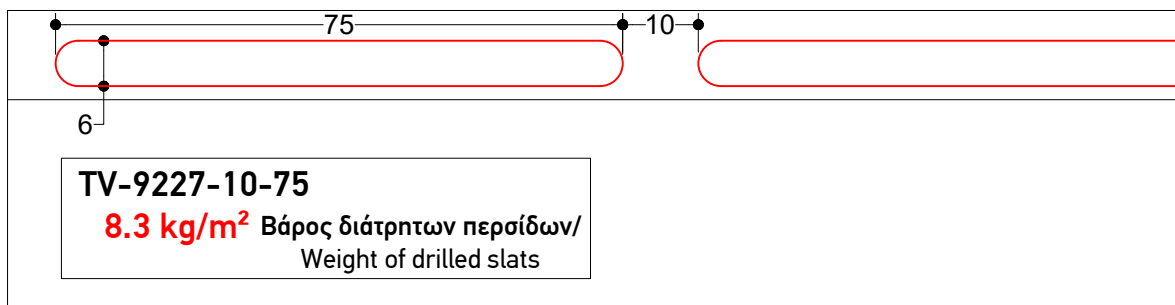 75
10
6
TV-9227-10-75
8.3 kg/m² Βάρος διάτρητων περσίδων/
Weight of drilled slats